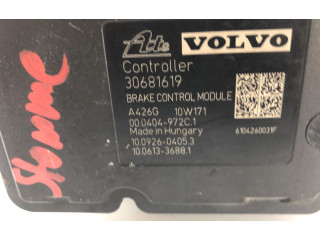 Ate VOLVO
Controller
30681619
BRAKE CONTROL MODULE
A426G 10W171
00.0404-972C.1
Made in Hungary
10.0926-0405.3
10.0613-3688.1
6104260031F